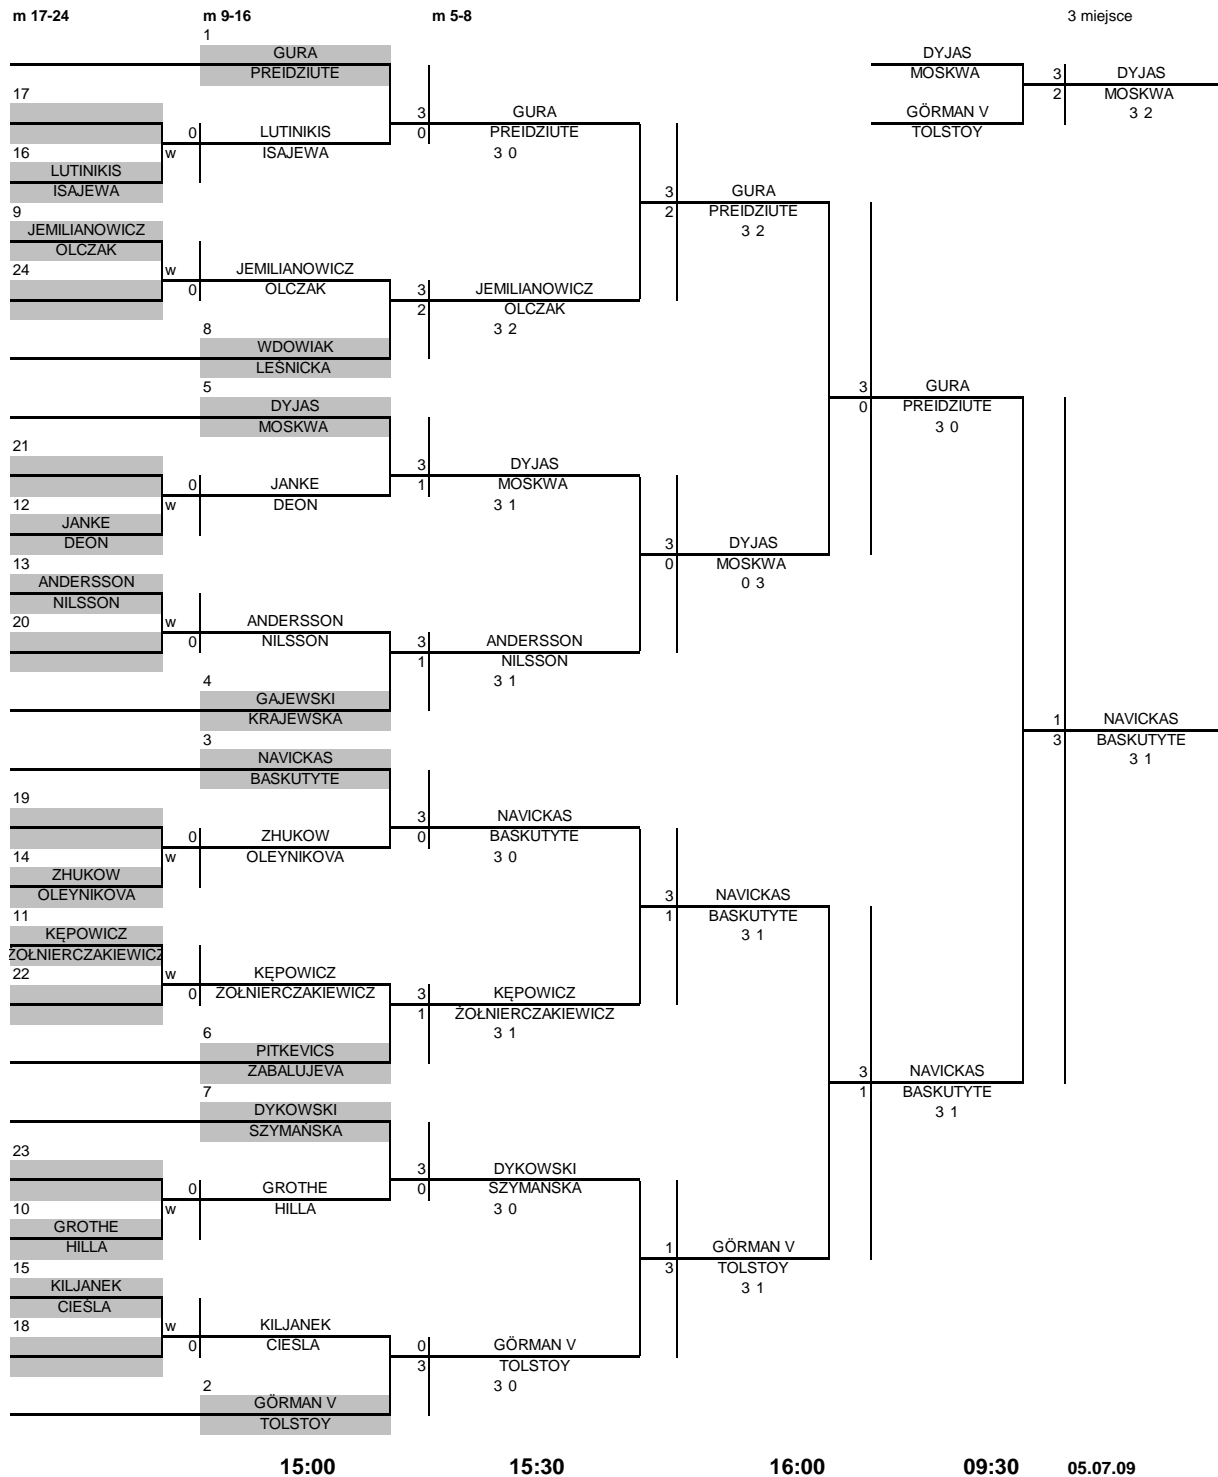 m 17-24 m 9-16 m 5-8 3 miejsce
1
GURA DYJAS
PREIDZIUTE MOSKWA 3 DYJAS
17 2 MOSKWA
3 GURA GÖRMAN V 3 2
0 LUTINIKIS 0 PREIDZIUTE TOLSTOY
16 w ISAJEWA 3 0
LUTINIKIS
ISAJEWA 3 GURA
9 2 PREIDZIUTE
JEMILIANOWICZ 3 2
OLCZAK
24 w JEMILIANOWICZ
0 OLCZAK 3 JEMILIANOWICZ
2 OLCZAK
8 3 2
WDOWIAK
LEŚNICKA
5 3 GURA
DYJAS 0 PREIDZIUTE
MOSKWA 3 0
21
3 DYJAS
0 JANKE 1 MOSKWA
12 w DEON 3 1
JANKE
DEON 3 DYJAS
13 0 MOSKWA
ANDERSSON 0 3
NILSSON
20 w ANDERSSON
0 NILSSON 3 ANDERSSON
1 NILSSON
4 3 1
GAJEWSKI
KRAJEWSKA 1 NAVICKAS
3 3 BASKUTYTE
NAVICKAS 3 1
BASKUTYTE
19
3 NAVICKAS
0 ZHUKOW 0 BASKUTYTE
14 w OLEYNIKOVA 3 0
ZHUKOW
OLEYNIKOVA 3 NAVICKAS
11 1 BASKUTYTE
KĘPOWICZ 3 1
ŻOŁNIERCZAKIEWICZ
22 w KĘPOWICZ
0 ŻOŁNIERCZAKIEWICZ 3 KĘPOWICZ
1 ŻOŁNIERCZAKIEWICZ
6 3 1
PITKEVICS
ZABALUJEVA 3 NAVICKAS
7 1 BASKUTYTE
DYKOWSKI 3 1
SZYMAŃSKA
23
3 DYKOWSKI
0 GROTHE 0 SZYMAŃSKA
10 w HILLA 3 0
GROTHE
HILLA 1 GÖRMAN V
15 3 TOLSTOY
KILJANEK 3 1
CIEŚLA
18 w KILJANEK
0 CIEŚLA 0 GÖRMAN V
3 TOLSTOY
2 3 0
GÖRMAN V
TOLSTOY
15:00 15:30 16:00 09:30 05.07.09